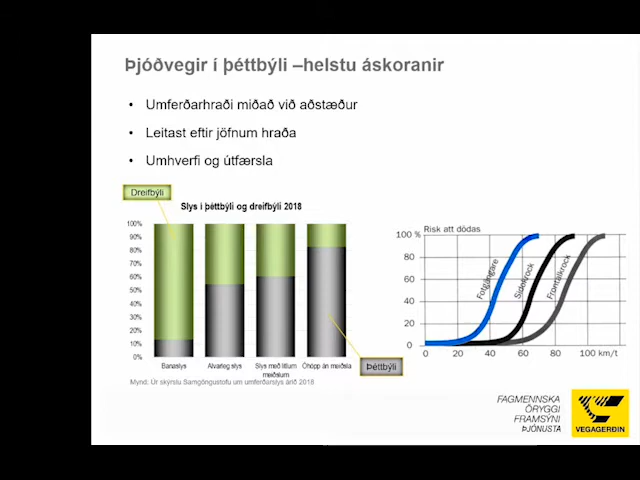 Þjóðvegir í þéttbýli –helstu áskoranir
• Umferðarhraði miðað við aðstæður
• Leitast eftir jöfnum hraða
• Umhverfi og útfærsla
Dreifbýli
Slys í þéttbýli og dreifbýli 2018
100%
90%
80%
70%
60%
50%
40%
30%
20%
10%
0%
Banaslys
Alvarleg slys
Slys með litlum
meiðslum
Óhöpp án meiðsla
Þéttbýli
Mynd: Úr skýrslu Samgöngustofu um umferðarslys árið 2018
Risk att dödas
100 %
80
60
40
20
0
Fotgängare
Sidokrock
Frontalkrock
0 20 40 60 80 100 km/t
FAGMENNSKA
ÖRYGGI
FRAMSÝNI
ÞJÓNUSTA
VEGAGERÐIN